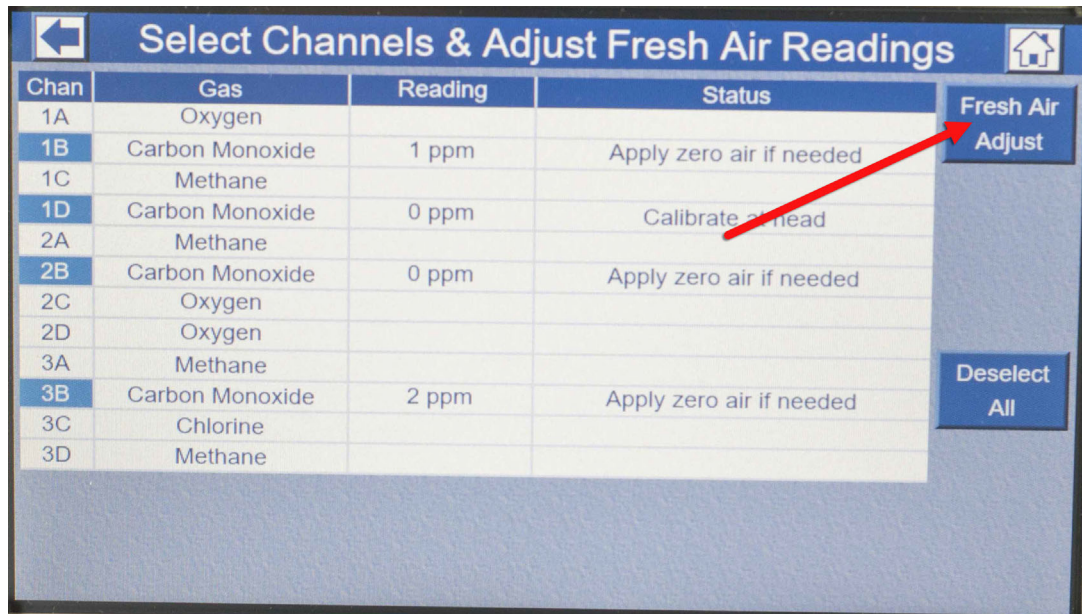 Select Channels & Adjust Fresh Air Readings
Chan Gas Reading Status
1A Oxygen
1B Carbon Monoxide 1 ppm Apply zero air if needed
1C Methane
1D Carbon Monoxide 0 ppm Calibrate at head
2A Methane
2B Carbon Monoxide 0 ppm Apply zero air if needed
2C Oxygen
2D Oxygen
3A Methane
3B Carbon Monoxide 2 ppm Apply zero air if needed
3C Chlorine
3D Methane
Fresh Air
Adjust
Deselect
All